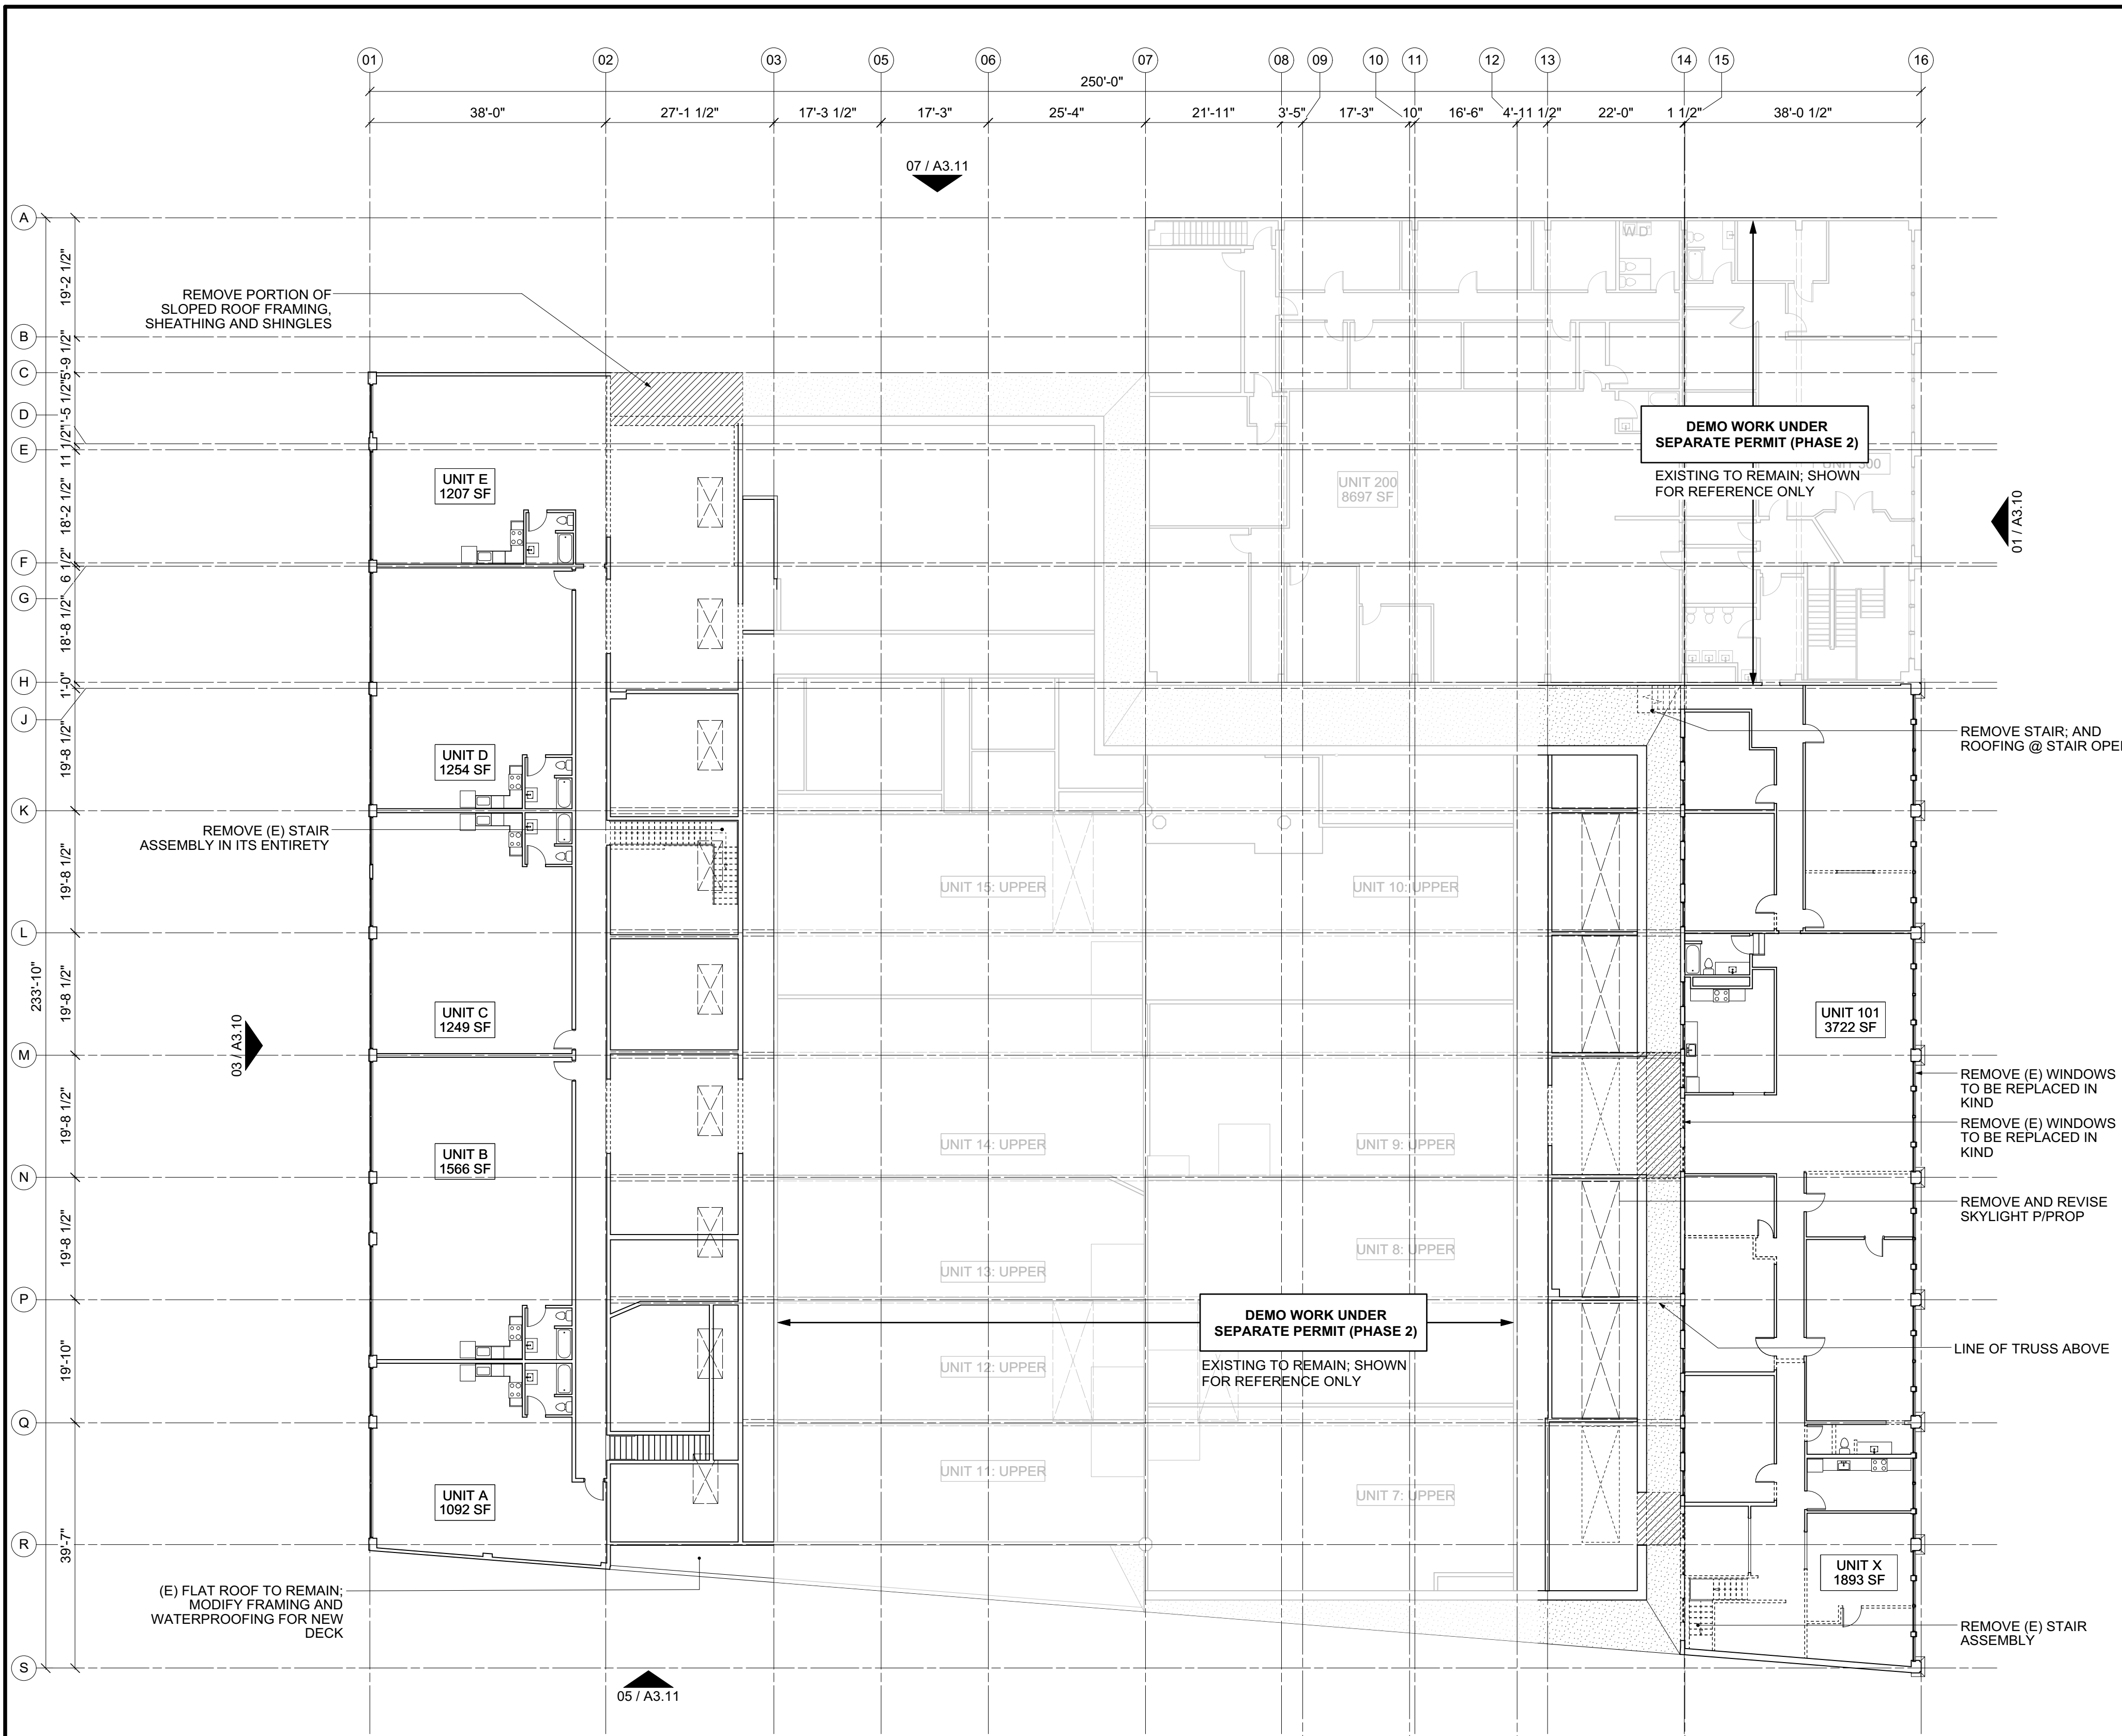 01
02
03
05
06
07
08
09
10
11
12
13
14
15
16
250'-0"
38'-0"
27'-1 1/2"
17'-3 1/2"
17'-3"
25'-4"
21'-11"
3'-5"
17'-3"
10"
16'-6"
4'-11 1/2"
22'-0"
1 1/2"
38'-0 1/2"
07 / A3.11
A
19'-2 1/2"
B
5'-9 1/2"
C
D
E
11 1/2"
18'-2 1/2"
F
6 1/2"
G
18'-8 1/2"
H
1'-0"
J
19'-8 1/2"
K
19'-8 1/2"
L
233'-10"
19'-8 1/2"
M
19'-8 1/2"
N
19'-8 1/2"
P
19'-10"
Q
39'-7"
R
S
REMOVE PORTION OF
SLOPED ROOF FRAMING,
SHEATHING AND SHINGLES
WD
DEMO WORK UNDER
SEPARATE PERMIT (PHASE 2)
EXISTING TO REMAIN; SHOWN
FOR REFERENCE ONLY
UNIT E
1207 SF
UNIT 200
8697 SF
01 / A3.10
UNIT D
1254 SF
REMOVE STAIR; AND
REMOVE (E) STAIR
ASSEMBLY IN ITS ENTIRETY
UNIT 15: UPPER
UNIT 10: UPPER
UNIT C
1249 SF
UNIT 101
3722 SF
03 / A3.10
REMOVE (E) WINDOWS
TO BE REPLACED IN
KIND
REMOVE (E) WINDOWS
TO BE REPLACED IN
KIND
UNIT B
1566 SF
UNIT 14: UPPER
UNIT 9: UPPER
REMOVE AND REVISE
SKYLIGHT P/PROP
UNIT 13: UPPER
UNIT 8: UPPER
DEMO WORK UNDER
SEPARATE PERMIT (PHASE 2)
EXISTING TO REMAIN; SHOWN
FOR REFERENCE ONLY
LINE OF TRUSS ABOVE
UNIT 12: UPPER
UNIT A
1092 SF
UNIT 11: UPPER
UNIT 7: UPPER
UNIT X
1893 SF
(E) FLAT ROOF TO REMAIN;
MODIFY FRAMING AND
WATERPROOFING FOR NEW
DECK
REMOVE (E) STAIR
ASSEMBLY
05 / A3.11
ROOFING @ STAIR